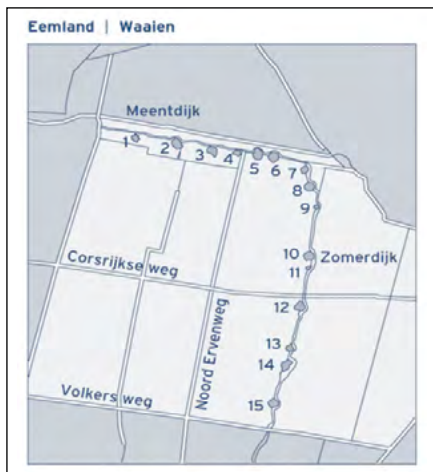 Eemland | Waaien
Meentdijk
1
2
3
4
5
6
7
8
9
10
Zomerdijk
11
Corsrijkse weg
12
Noord Ervenweg
13
14
Volkers weg
15